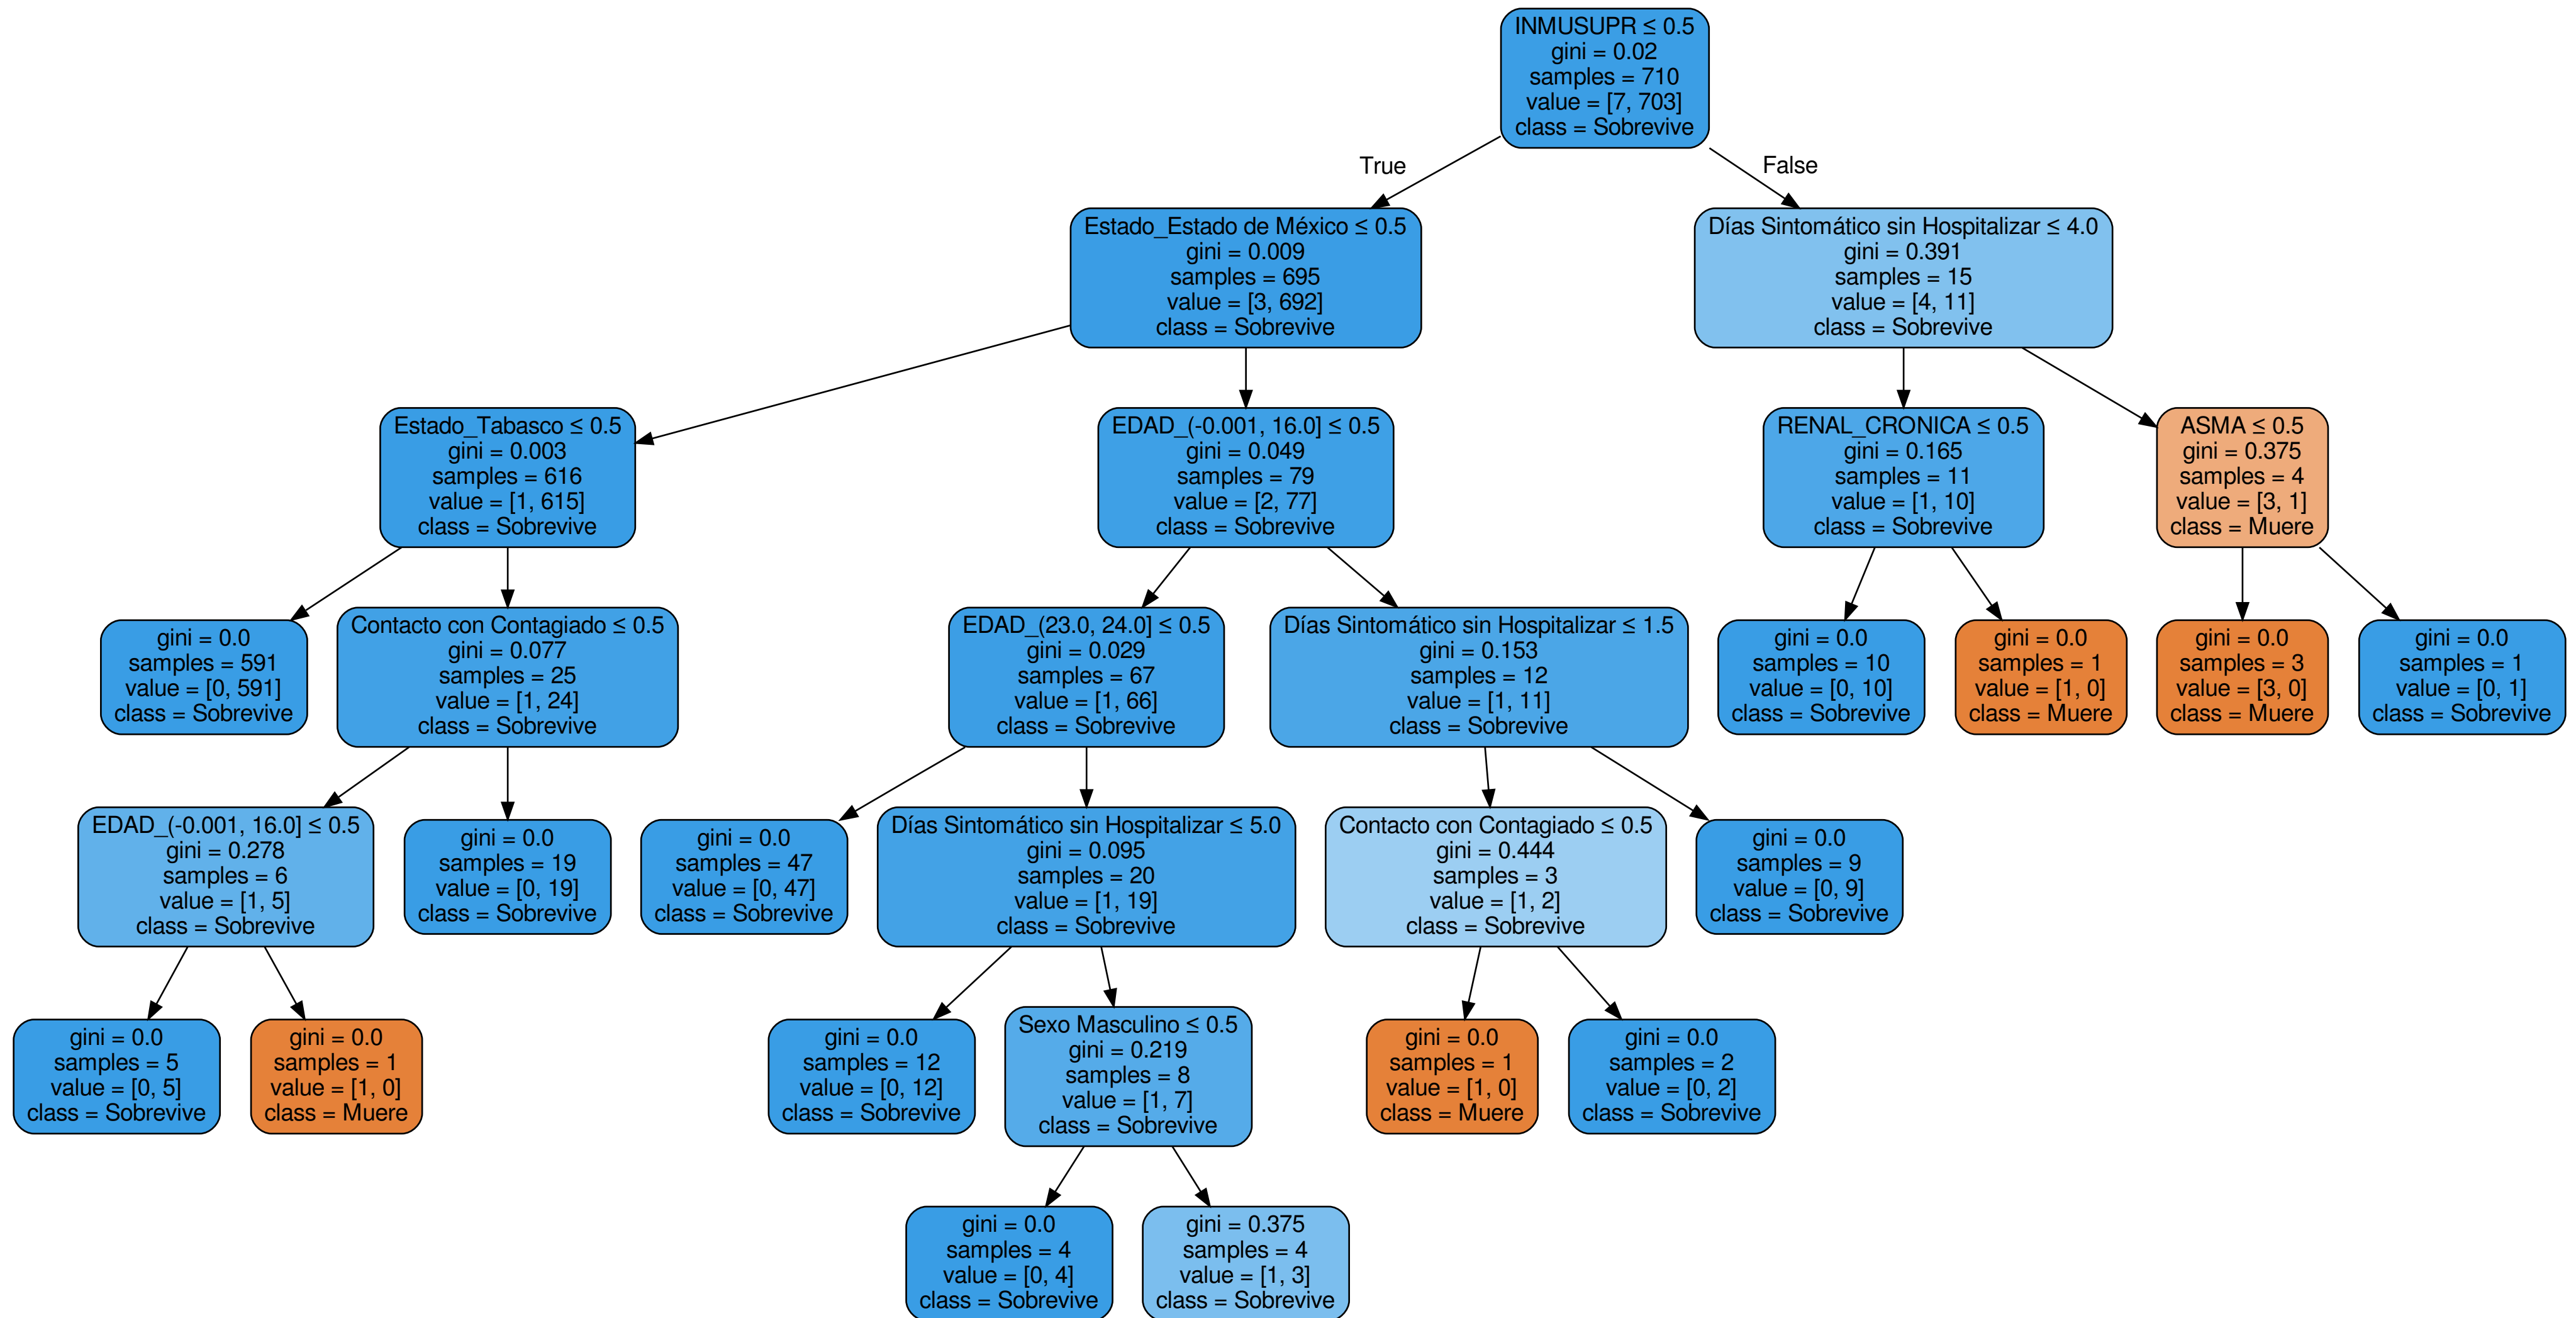 INMUSUPR ≤ 0.5
gini = 0.02
samples = 710
value = [7, 703]
class = Sobrevive
True
False
Estado_Estado de México ≤ 0.5
gini = 0.009
samples = 695
value = [3, 692]
class = Sobrevive
Días Sintomático sin Hospitalizar ≤ 4.0
gini = 0.391
samples = 15
value = [4, 11]
class = Sobrevive
Estado_Tabasco ≤ 0.5
gini = 0.003
samples = 616
value = [1, 615]
class = Sobrevive
EDAD_(-0.001, 16.0] ≤ 0.5
gini = 0.049
samples = 79
value = [2, 77]
class = Sobrevive
RENAL_CRONICA ≤ 0.5
gini = 0.165
samples = 11
value = [1, 10]
class = Sobrevive
ASMA ≤ 0.5
gini = 0.375
samples = 4
value = [3, 1]
class = Muere
gini = 0.0
samples = 591
value = [0, 591]
class = Sobrevive
Contacto con Contagiado ≤ 0.5
gini = 0.077
samples = 25
value = [1, 24]
class = Sobrevive
EDAD_(23.0, 24.0] ≤ 0.5
gini = 0.029
samples = 67
value = [1, 66]
class = Sobrevive
Días Sintomático sin Hospitalizar ≤ 1.5
gini = 0.153
samples = 12
value = [1, 11]
class = Sobrevive
gini = 0.0
samples = 10
value = [0, 10]
class = Sobrevive
gini = 0.0
samples = 1
value = [1, 0]
class = Muere
gini = 0.0
samples = 3
value = [3, 0]
class = Muere
gini = 0.0
samples = 1
value = [0, 1]
class = Sobrevive
EDAD_(-0.001, 16.0] ≤ 0.5
gini = 0.278
samples = 6
value = [1, 5]
class = Sobrevive
gini = 0.0
samples = 19
value = [0, 19]
class = Sobrevive
gini = 0.0
samples = 47
value = [0, 47]
class = Sobrevive
Días Sintomático sin Hospitalizar ≤ 5.0
gini = 0.095
samples = 20
value = [1, 19]
class = Sobrevive
Contacto con Contagiado ≤ 0.5
gini = 0.444
samples = 3
value = [1, 2]
class = Sobrevive
gini = 0.0
samples = 9
value = [0, 9]
class = Sobrevive
gini = 0.0
samples = 5
value = [0, 5]
class = Sobrevive
gini = 0.0
samples = 1
value = [1, 0]
class = Muere
gini = 0.0
samples = 12
value = [0, 12]
class = Sobrevive
Sexo Masculino ≤ 0.5
gini = 0.219
samples = 8
value = [1, 7]
class = Sobrevive
gini = 0.0
samples = 1
value = [1, 0]
class = Muere
gini = 0.0
samples = 2
value = [0, 2]
class = Sobrevive
gini = 0.0
samples = 4
value = [0, 4]
class = Sobrevive
gini = 0.375
samples = 4
value = [1, 3]
class = Sobrevive